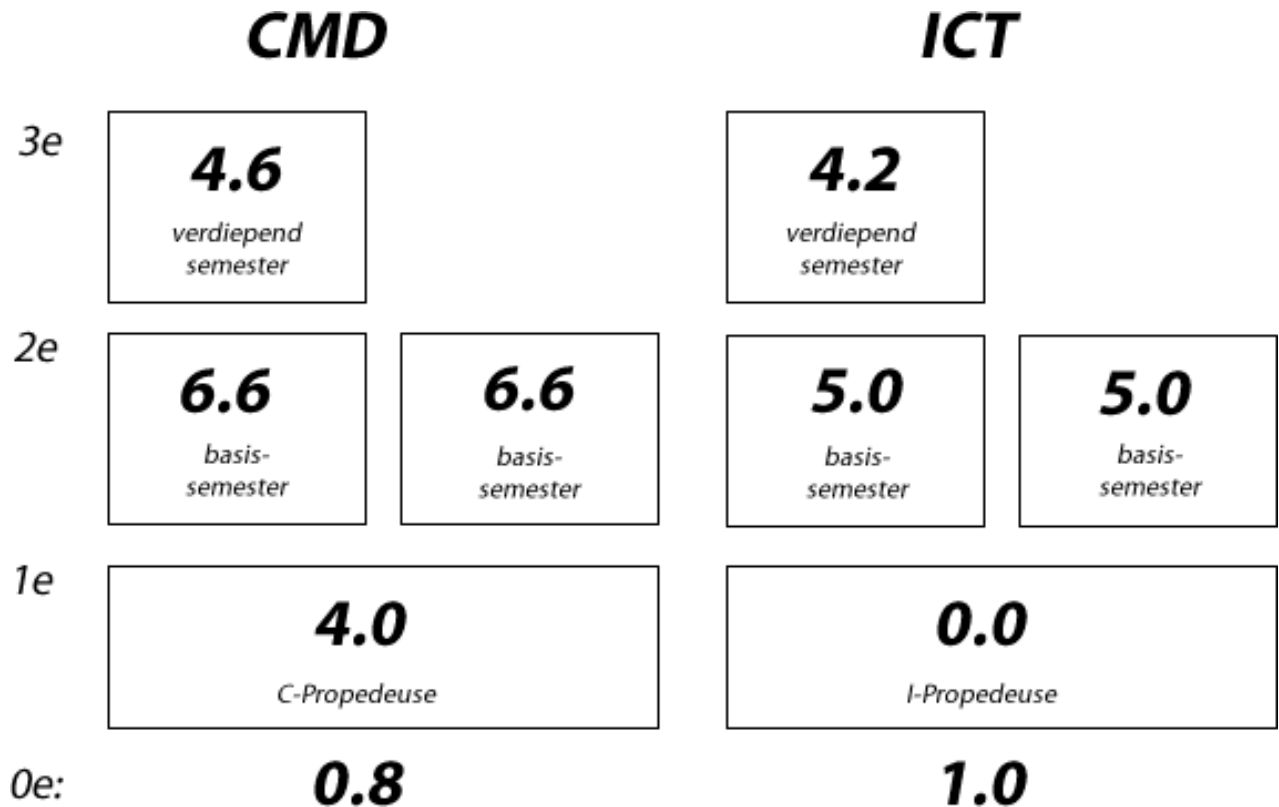 CMD ICT
3e 4.6 4.2
verdiepend verdiepend
semester semester
2e 6.6 6.6 5.0 5.0
basis- basis- basis- basis-
semester semester semester semester
1e 4.0 0.0
C-Propedeuse I-Propedeuse
0e: 0.8 1.0